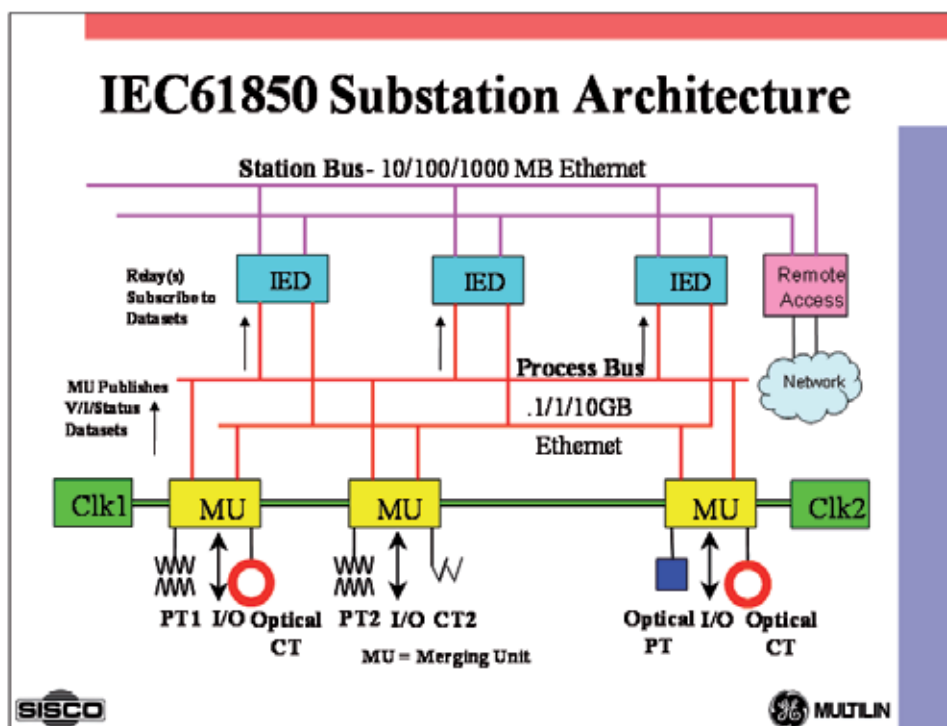 IEC61850 Substation Architecture
Station Bus- 10/100/1000 MB Ethernet
Relay(s)
Subscribe to
Datasets
IED
IED
IED
Remote
Access
Process Bus
Network
MU Publishes
V/I/Status
Datasets
.1/1/10GB
Ethernet
Clk1
MU
MU
MU
Clk2
PT1
I/O
Optical
CT
PT2
I/O
CT2
Optical
PT
I/O
Optical
CT
MU = Merging Unit
SISCO
GE
MULTILIN